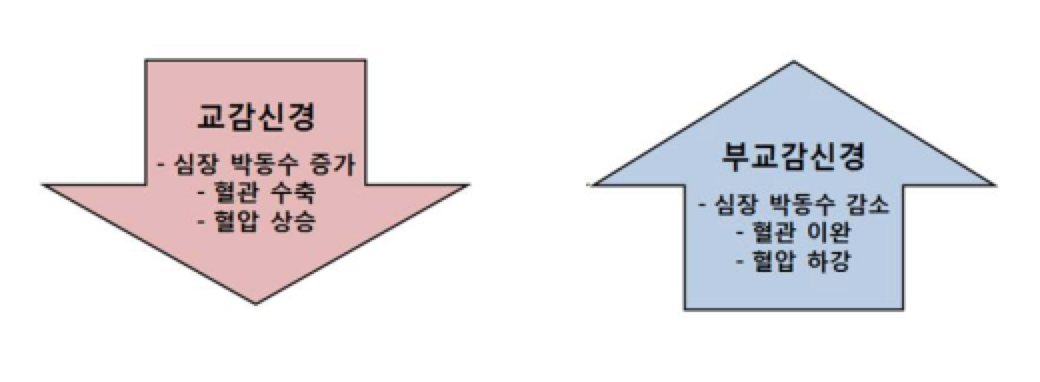 교감신경
- 심장 박동수 증가
- 혈관 수축
- 혈압 상승
부교감신경
- 심장 박동수 감소
- 혈관 이완
- 혈압 하강